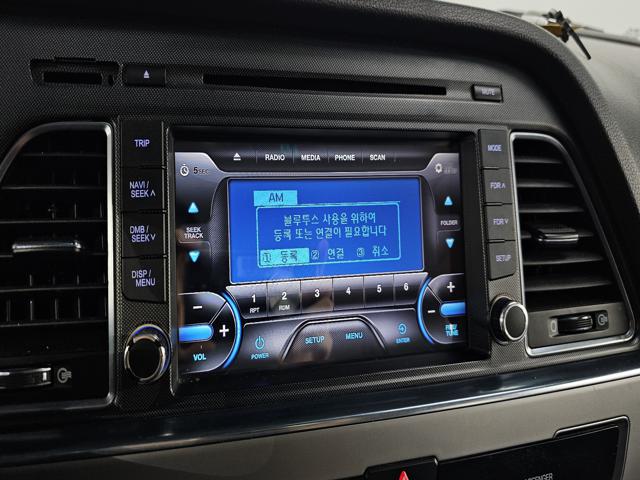 MUTE
TRIP
NAVI/
SEEK ∧
DMB/
SEEK ∨
DISP/
MENU
MODE
FDR ∧
FDR ∨
SETUP
5SEC
RADIO MEDIA PHONE SCAN
AM
블루투스 사용을 위하여
등록 또는 연결이 필요합니다
① 등록 ② 연결 ③ 취소
SEEK
TRACK
FOLDER
1 2 3 4 5 6
RPT RDM
VOL
POWER
SETUP MENU
ENTER
TUNE